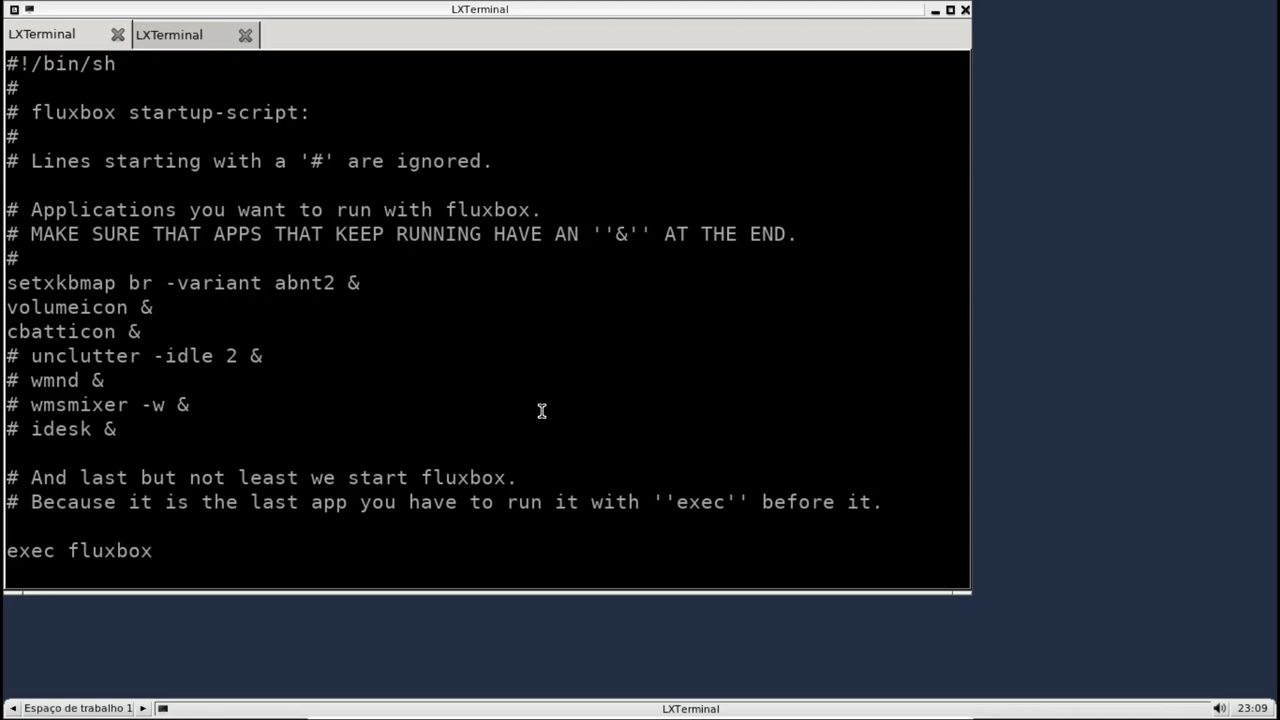 LXTerminal
LXTerminal
LXTerminal
#!/bin/sh
#
# fluxbox startup-script:
#
# Lines starting with a '#' are ignored.
# Applications you want to run with fluxbox.
# MAKE SURE THAT APPS THAT KEEP RUNNING HAVE AN ''&'' AT THE END.
#
setxkbmap br -variant abnt2 &
volumeicon &
cbatticon &
# unclutter -idle 2 &
# wmnd &
# wmsmixer -w &
# idesk &
# And last but not least we start fluxbox.
# Because it is the last app you have to run it with ''exec'' before it.
exec fluxbox
Espaço de trabalho 1
LXTerminal
23:09